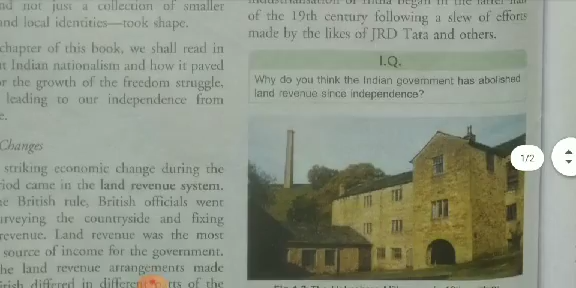 nd not just a collection of smaller
nd local identities—took shape.
chapter of this book, we shall read in
t Indian nationalism and how it paved
r the growth of the freedom struggle,
leading to our independence from
e.
Changes
striking economic change during the
iod came in the land revenue system.
e British rule, British officials went
urveying the countryside and fixing
revenue. Land revenue was the most
source of income for the government.
he land revenue arrangements made
itish differed in different rts of the
of the 19th century following a slew of efforts
made by the likes of JRD Tata and others.
I.Q.
Why do you think the Indian government has abolished
land revenue since independence?
1/2